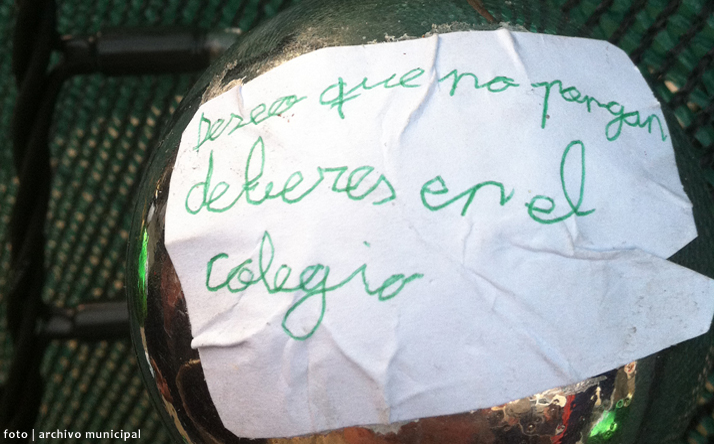 deseo que no pongan
deberes en el
colegio
foto | archivo municipal